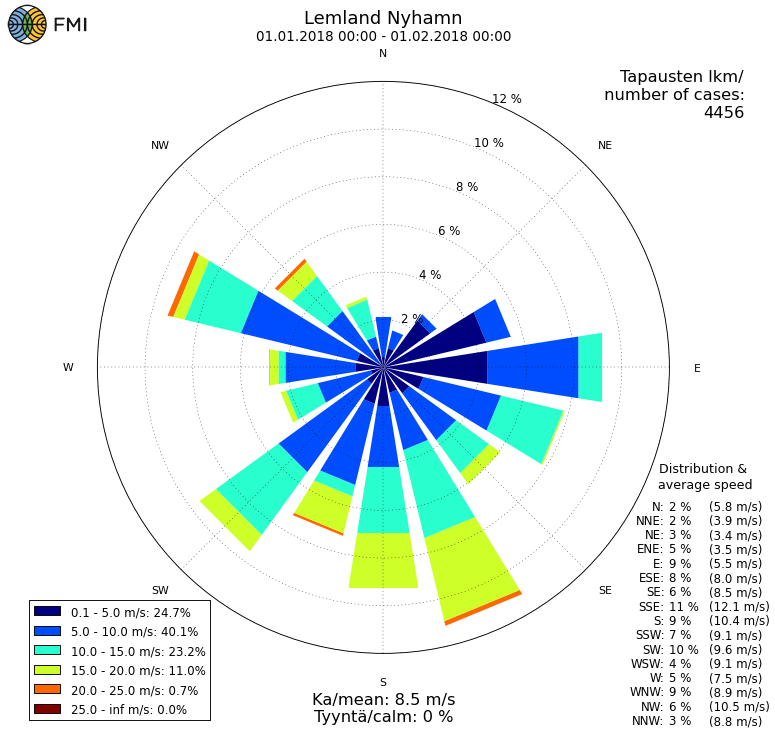 FMI
Lemland Nyhamn
01.01.2018 00:00 - 01.02.2018 00:00
N
Tapausten lkm/
number of cases:
4456
12 %
10 %
8 %
6 %
4 %
2 %
NW
NE
W
E
SW
SE
S
Distribution &
average speed
N: 2 % (5.8 m/s)
NNE: 2 % (3.9 m/s)
NE: 3 % (3.4 m/s)
ENE: 5 % (3.5 m/s)
E: 9 % (5.5 m/s)
ESE: 8 % (8.0 m/s)
SE: 6 % (8.5 m/s)
SSE: 11 % (12.1 m/s)
S: 9 % (10.4 m/s)
SSW: 7 % (9.1 m/s)
SW: 10 % (9.6 m/s)
WSW: 4 % (9.1 m/s)
W: 5 % (7.5 m/s)
WNW: 9 % (8.9 m/s)
NW: 6 % (10.5 m/s)
NNW: 3 % (8.8 m/s)
0.1 - 5.0 m/s: 24.7%
5.0 - 10.0 m/s: 40.1%
10.0 - 15.0 m/s: 23.2%
15.0 - 20.0 m/s: 11.0%
20.0 - 25.0 m/s: 0.7%
25.0 - inf m/s: 0.0%
Ka/mean: 8.5 m/s
Tyyntä/calm: 0 %